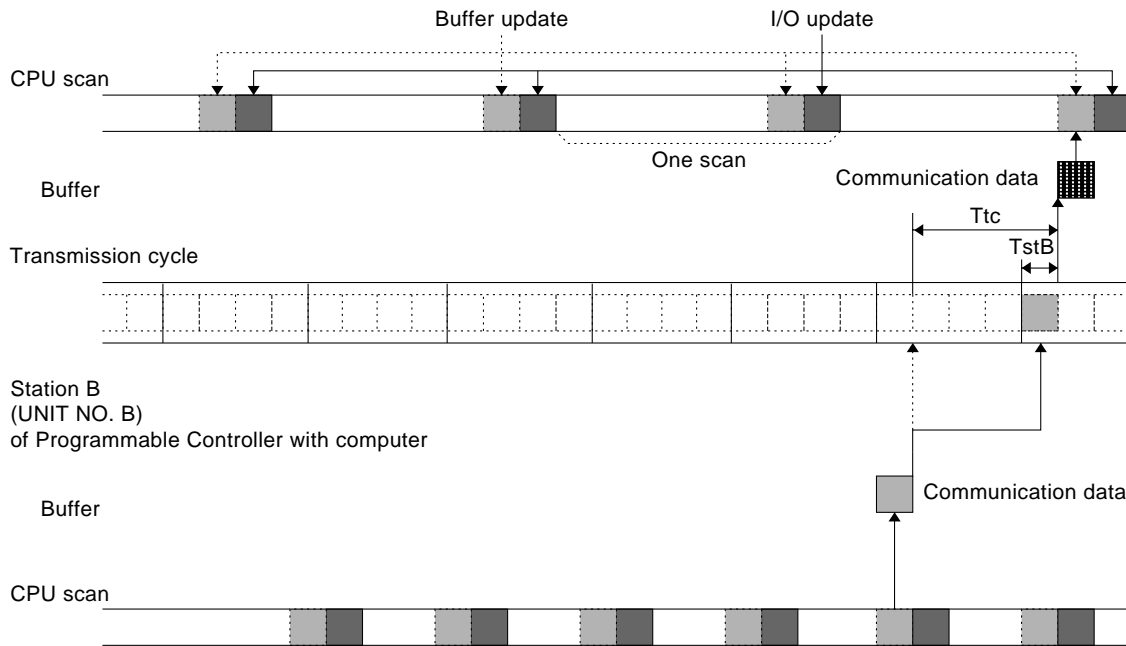 Buffer update
I/O update
CPU scan
One scan
Buffer
Communication data
Ttc
TstB
Transmission cycle
Station B
(UNIT NO. B)
of Programmable Controller with computer
Buffer
Communication data
CPU scan